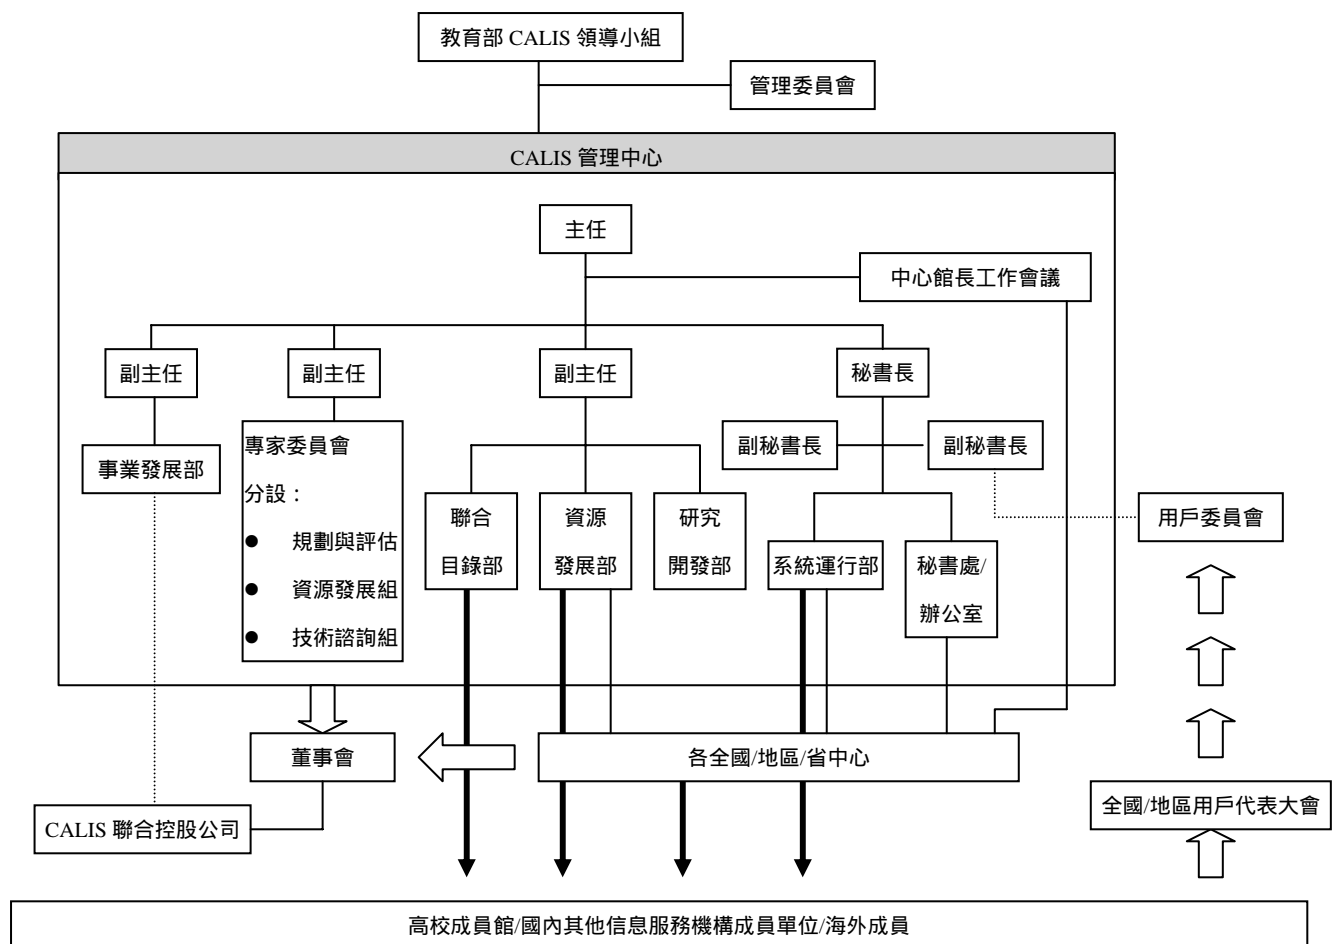 教育部 CALIS 領導小組
管理委員會
CALIS 管理中心
主任
中心館長工作會議
副主任
副主任
副主任
秘書長
事業發展部
專家委員會
分設：
● 規劃與評估
● 資源發展組
● 技術諮詢組
副秘書長
副秘書長
聯合
目錄部
資源
發展部
研究
開發部
系統運行部
秘書處/
辦公室
用戶委員會
董事會
各全國/地區/省中心
CALIS 聯合控股公司
全國/地區用戶代表大會
高校成員館/國內其他信息服務機構成員單位/海外成員